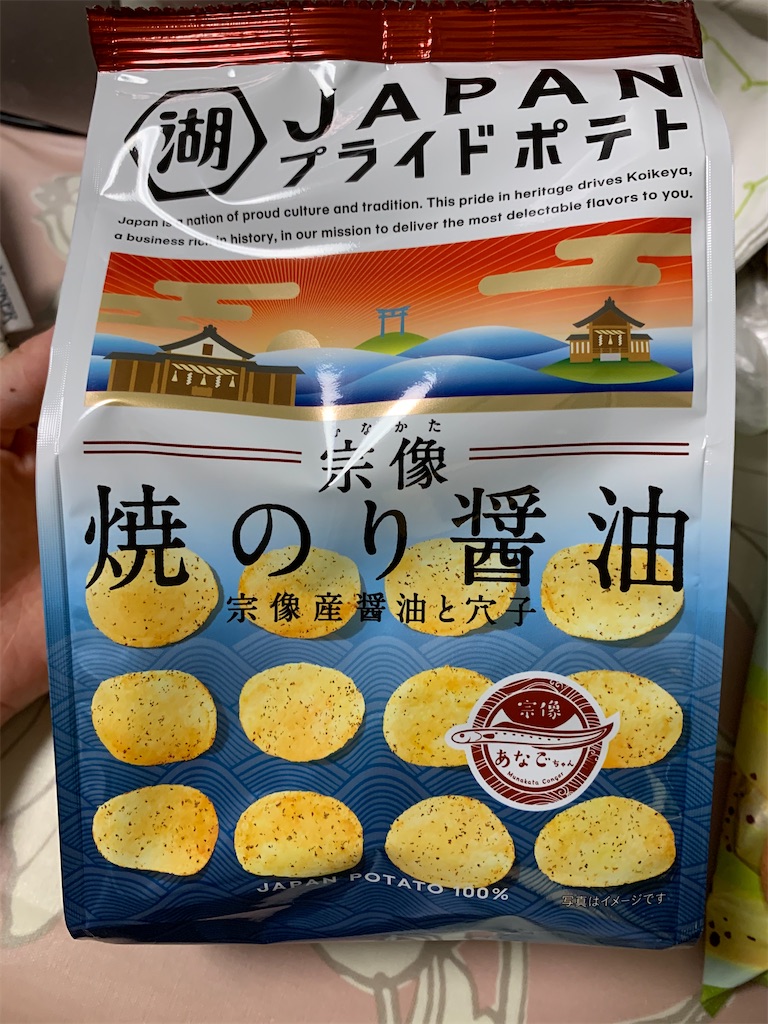 湖
JAPAN
プライドポテト
Japan is a nation of proud culture and tradition. This pride in heritage drives Koikeya,
a business rich in history, in our mission to deliver the most delectable flavors to you.
むなかた
宗像
焼のり醤油
宗像産醤油と穴子
宗像
あなごちゃん
Munakata Conger
JAPAN POTATO 100%
写真はイメージです